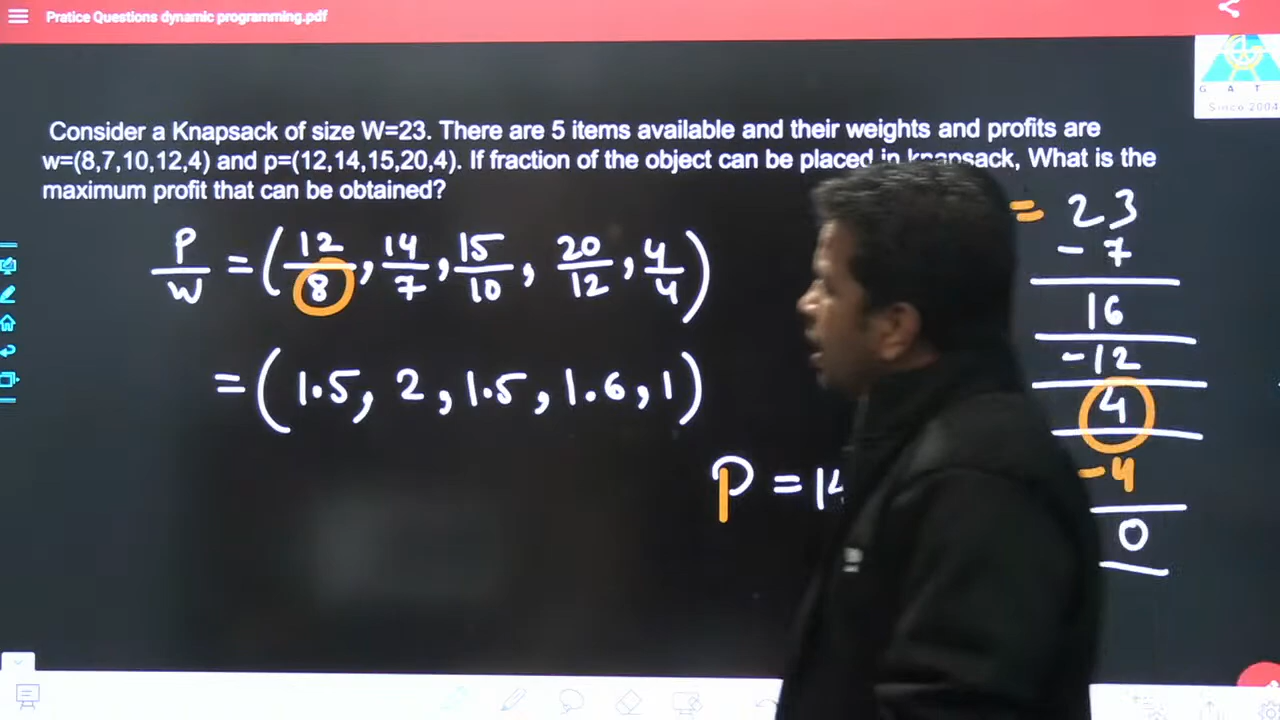 Pratice Questions dynamic programming.pdf
G A T
Since 2004
Consider a Knapsack of size W=23. There are 5 items available and their weights and profits are
w=(8,7,10,12,4) and p=(12,14,15,20,4). If fraction of the object can be placed in knapsack, What is the
maximum profit that can be obtained?
P/W = (12/8, 14/7, 15/10, 20/12, 4/4)
= (1.5, 2, 1.5, 1.6, 1)
P = 14
= 23
- 7
16
-12
4
-4
0